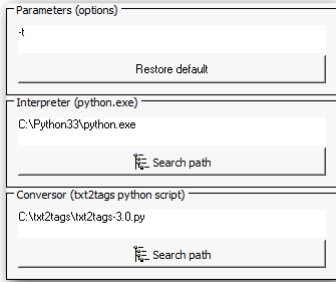 Parameters (options)
-t
Restore default
Interpreter (python.exe)
C:\Python33\python.exe
Search path
Conversor (txt2tags python script)
C:\txt2tags\txt2tags-3.0.py
Search path